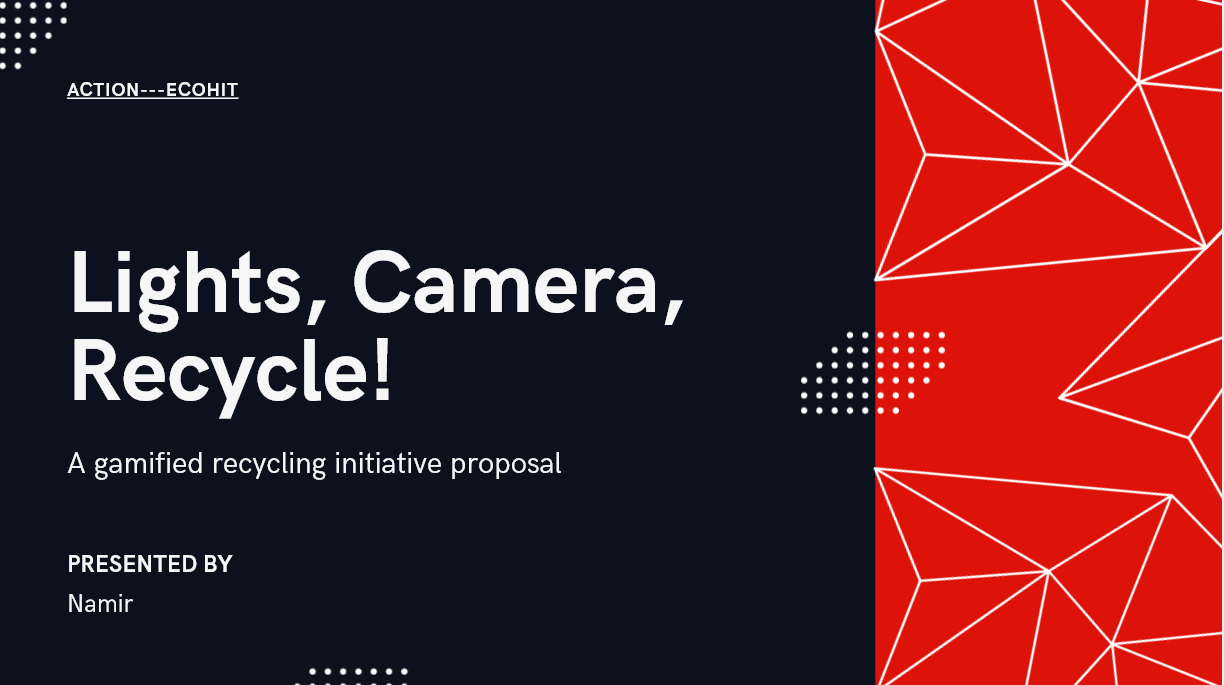 ACTION---ECOHIT
Lights, Camera,
Recycle!
A gamified recycling initiative proposal
PRESENTED BY
Namir